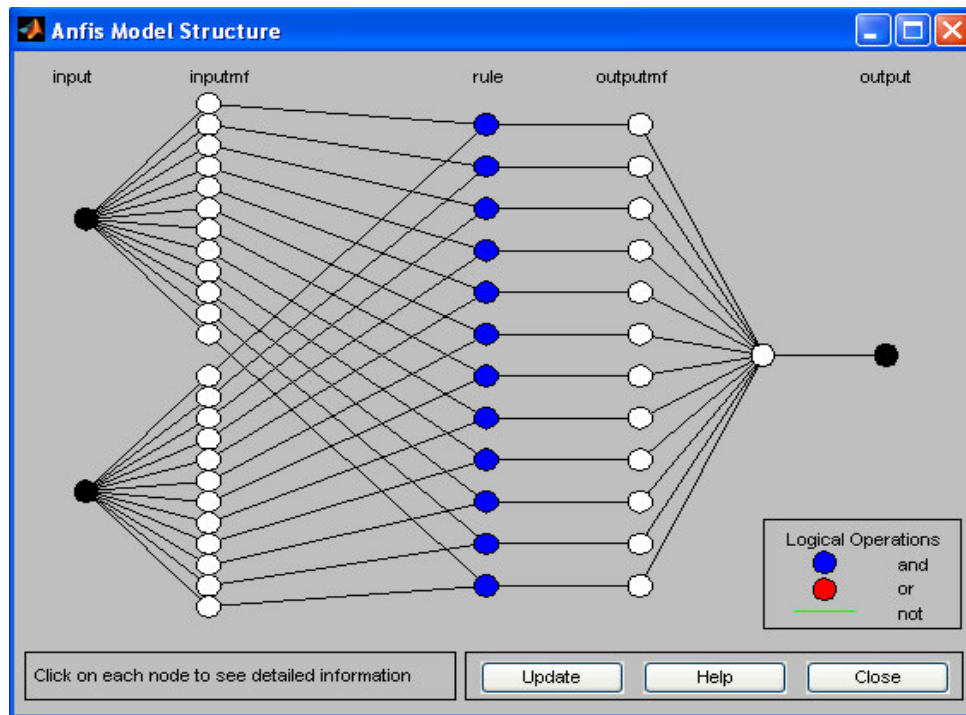 Anfis Model Structure
input inputmf rule outputmf output
Logical Operations
and
or
not
Click on each node to see detailed information
Update Help Close